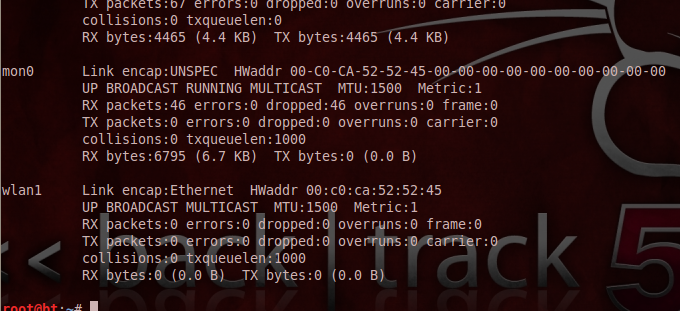 TX packets:67 errors:0 dropped:0 overruns:0 carrier:0
collisions:0 txqueuelen:0
RX bytes:4465 (4.4 KB)  TX bytes:4465 (4.4 KB)
mon0      Link encap:UNSPEC  HWaddr 00-C0-CA-52-52-45-00-00-00-00-00-00-00-00-00-00
UP BROADCAST RUNNING MULTICAST  MTU:1500  Metric:1
RX packets:46 errors:0 dropped:46 overruns:0 frame:0
TX packets:0 errors:0 dropped:0 overruns:0 carrier:0
collisions:0 txqueuelen:1000
RX bytes:6795 (6.7 KB)  TX bytes:0 (0.0 B)
wlan1     Link encap:Ethernet  HWaddr 00:c0:ca:52:52:45
UP BROADCAST MULTICAST  MTU:1500  Metric:1
RX packets:0 errors:0 dropped:0 overruns:0 frame:0
TX packets:0 errors:0 dropped:0 overruns:0 carrier:0
collisions:0 txqueuelen:1000
RX bytes:0 (0.0 B)  TX bytes:0 (0.0 B)
<< back | track 5
root@bt:~#